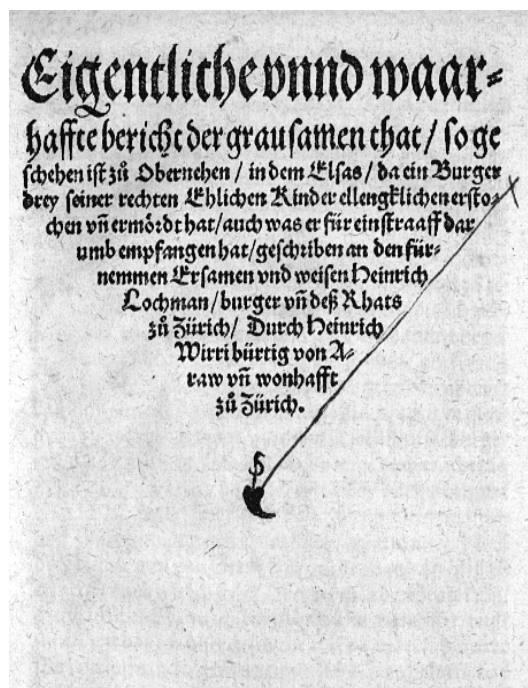 Eigentliche vnnd waar-
haffte bericht der grausamen that / so ge
schehen ist zů Obernehen / in dem Elsas / da ein Burger
drey seiner rechten Ehlichen Kinder ellengklichen ersto-
chen vñ ermördt hat / auch was er für ein straaff dar
umb empfangen hat / geschriben an den für-
nemmen Ersamen vnd weisen Heinrich
Lochman / burger vñ deß Rhats
zů Zürich / Durch Heinrich
Wirri bürtig von A-
raw vñ wonhafft
zů Zürich.